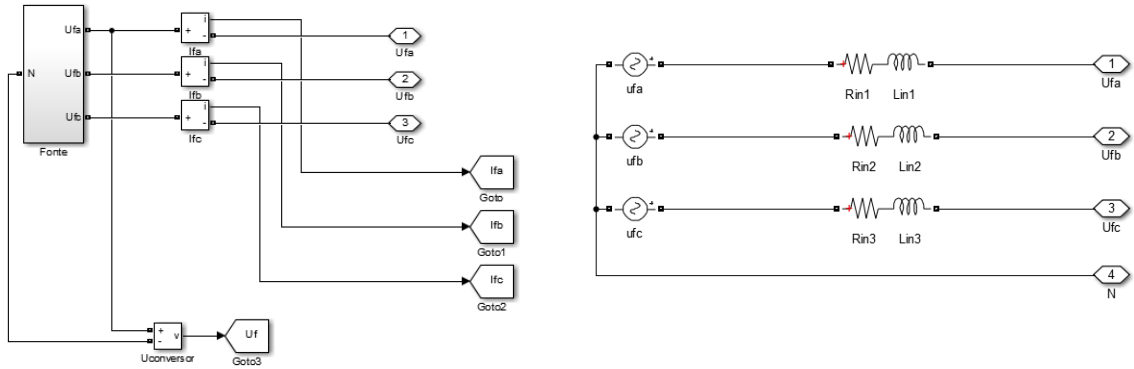 Ufa
i
+
-
Ifa
1
Ufa
N
Ufb
i
+
-
Ifb
2
Ufb
Ufc
i
+
-
Ifc
3
Ufc
Fonte
Ifa
Goto
Ifb
Goto1
Ifc
Goto2
+
-
v
Uconversor
Uf
Goto3
ufa
+
Rin1
Lin1
1
Ufa
ufb
+
Rin2
Lin2
2
Ufb
ufc
+
Rin3
Lin3
3
Ufc
4
N